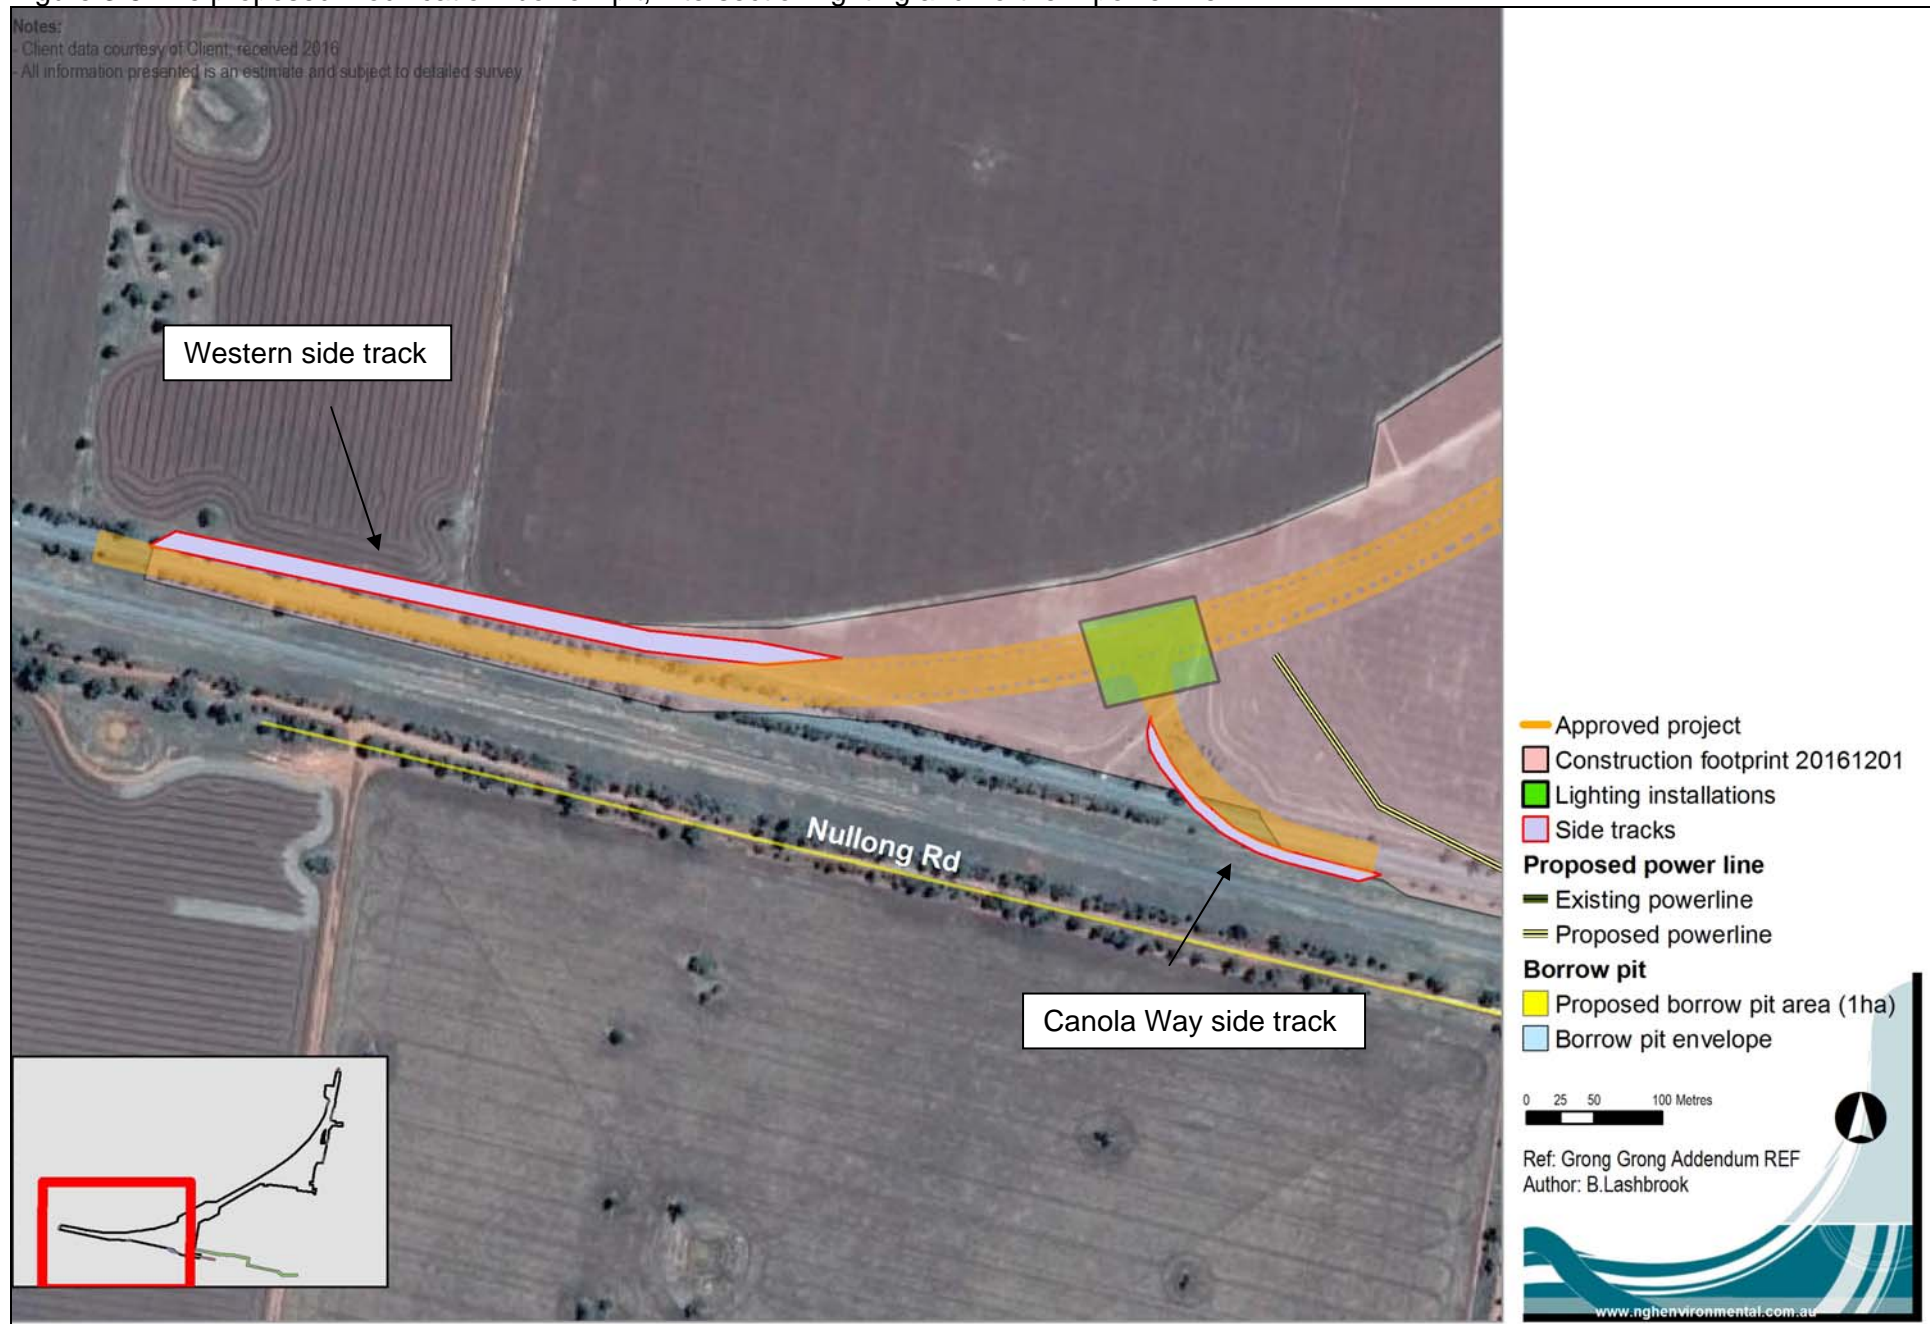 Notes:
- Client data courtesy of Client, received 2016
- All information presented is an estimate and subject to detailed survey
Western side track
Nullong Rd
Canola Way side track
Approved project
Construction footprint 20161201
Lighting installations
Side tracks
Proposed power line
Existing powerline
Proposed powerline
Borrow pit
Proposed borrow pit area (1ha)
Borrow pit envelope
0 25 50 100 Metres
Ref: Grong Grong Addendum REF
Author: B.Lashbrook
www.nghenvironmental.com.au